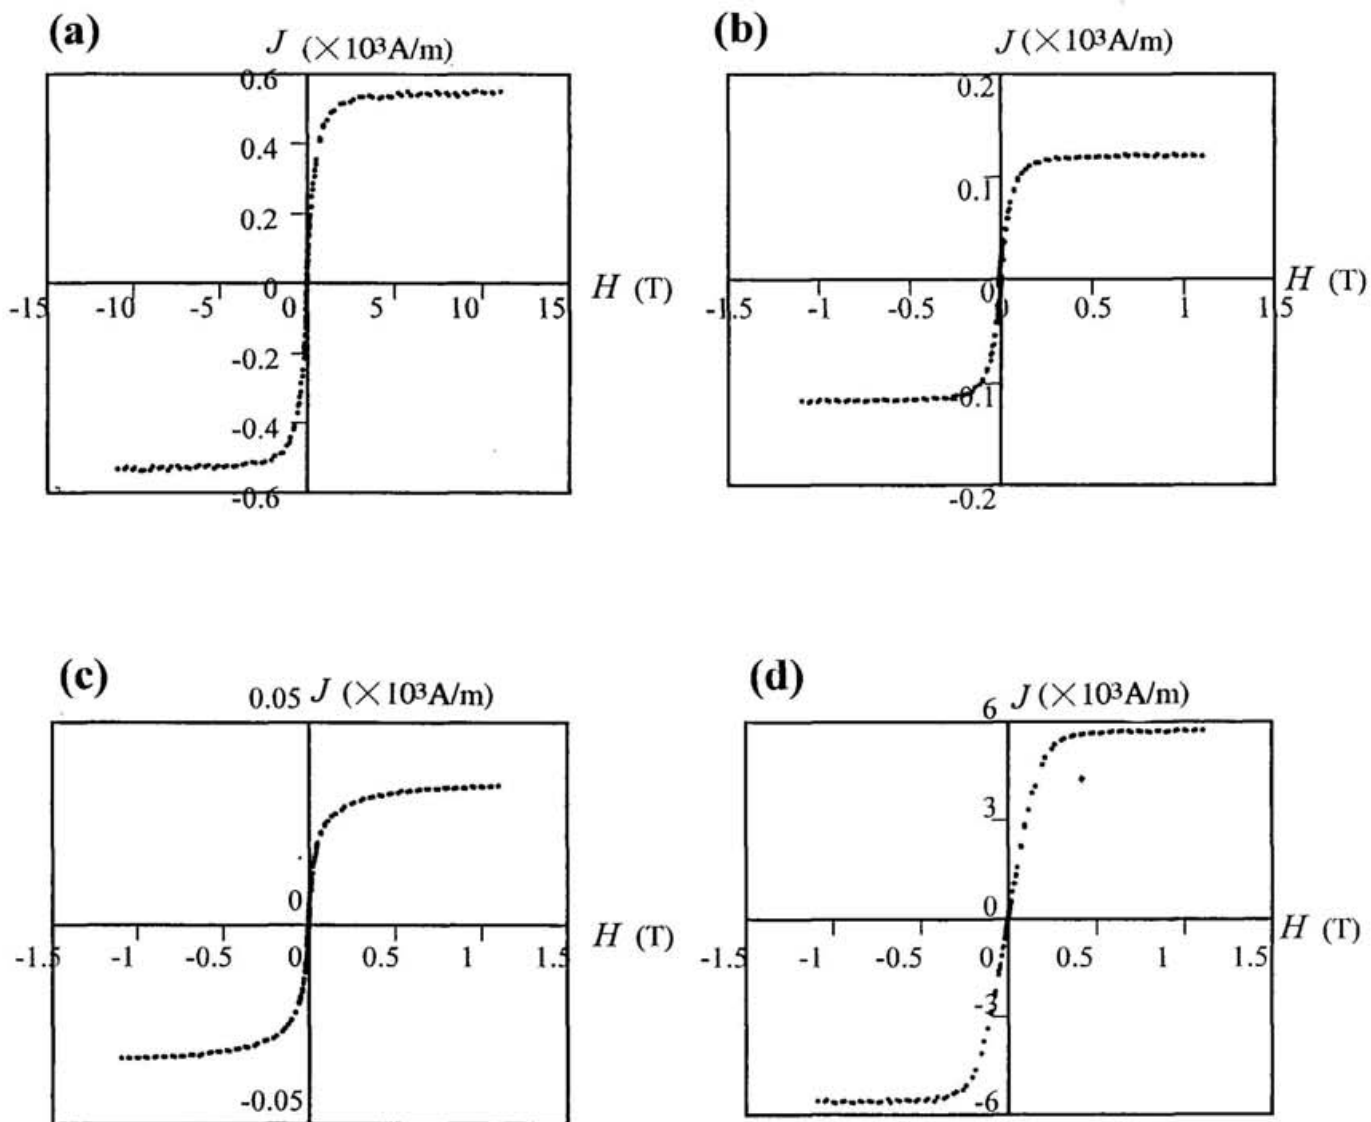 (a)
J (×10³A/m)
0.6
0.4
0.2
0
-15 -10 -5 0 5 10 15
H (T)
-0.2
-0.4
-0.6
(b)
J (×10³A/m)
0.2
0.1
-1.5 -1 -0.5 0 0.5 1 1.5
H (T)
-0.1
-0.2
(c)
0.05 J (×10³A/m)
0
-1.5 -1 -0.5 0 0.5 1 1.5
H (T)
-0.05
(d)
6 J (×10³A/m)
3
0
-1.5 -1 -0.5 0 0.5 1 1.5
H (T)
-3
-6